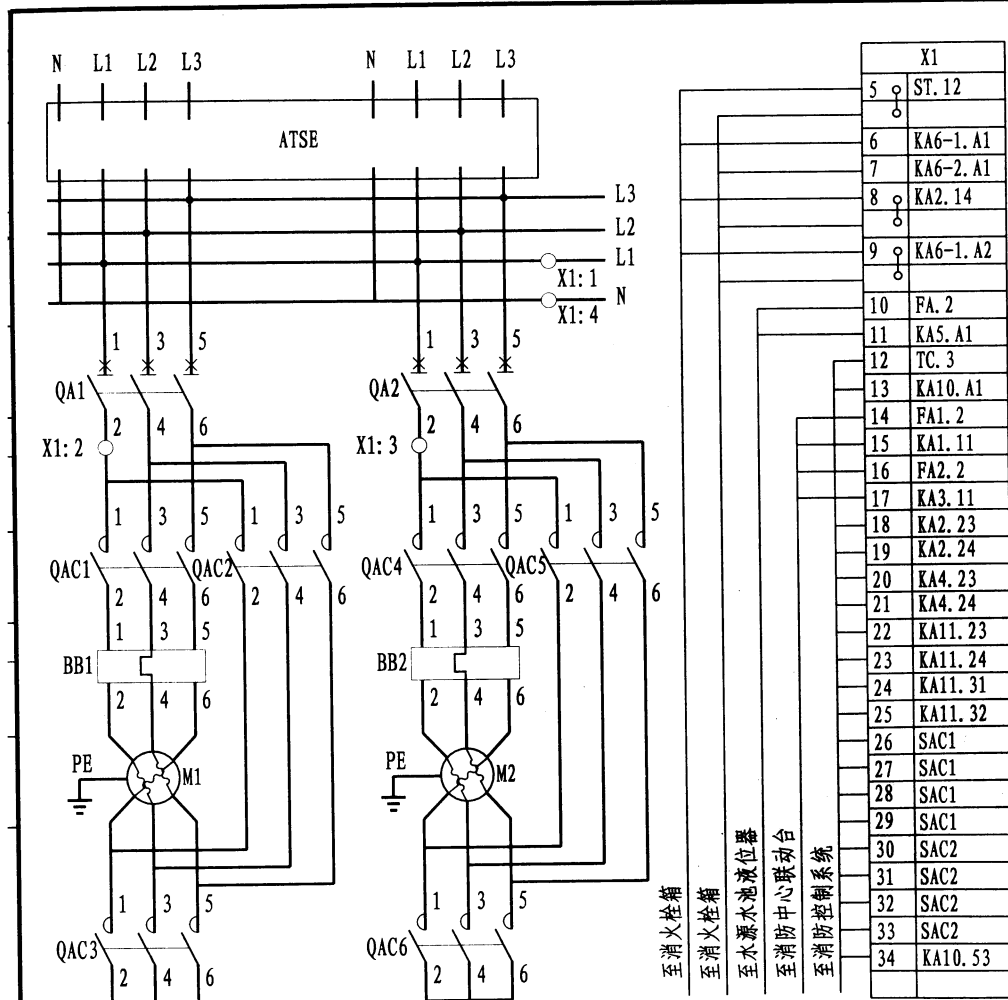 N L1 L2 L3 N L1 L2 L3
ATSE
L3
L2
L1
X1: 1
N
X1: 4
1 3 5 1 3 5
QA1 QA2
2 4 6 2 4 6
X1: 2 X1: 3
1 3 5 1 3 5 1 3 5 1 3 5
QAC1 QAC2 QAC4 QAC5
2 4 6 2 4 6 2 4 6 2 4 6
1 3 5 1 3 5
BB1 BB2
2 4 6 2 4 6
PE M1 PE M2
1 3 5 1 3 5
QAC3 QAC6
2 4 6 2 4 6
至消火栓箱
至消火栓箱
至水源水池液位器
至消防中心联动台
至消防控制系统
X1
5 ST. 12
6 KA6-1. A1
7 KA6-2. A1
8 KA2. 14
9 KA6-1. A2
10 FA. 2
11 KA5. A1
12 TC. 3
13 KA10. A1
14 FA1. 2
15 KA1. 11
16 FA2. 2
17 KA3. 11
18 KA2. 23
19 KA2. 24
20 KA4. 23
21 KA4. 24
22 KA11. 23
23 KA11. 24
24 KA11. 31
25 KA11. 32
26 SAC1
27 SAC1
28 SAC1
29 SAC1
30 SAC2
31 SAC2
32 SAC2
33 SAC2
34 KA10. 53